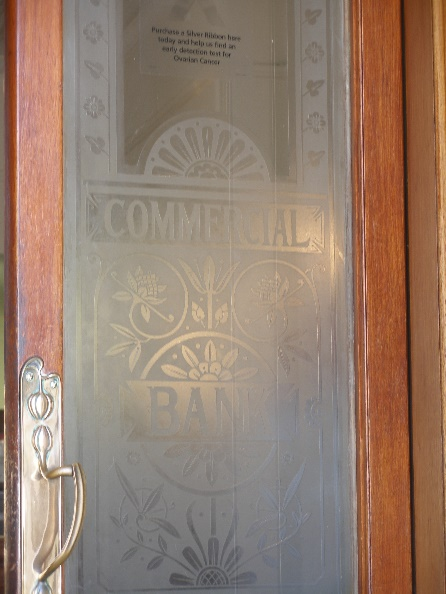 Purchase a Silver Ribbon here
today and help us find an
early detection test for
Ovarian Cancer
COMMERCIAL
BANK